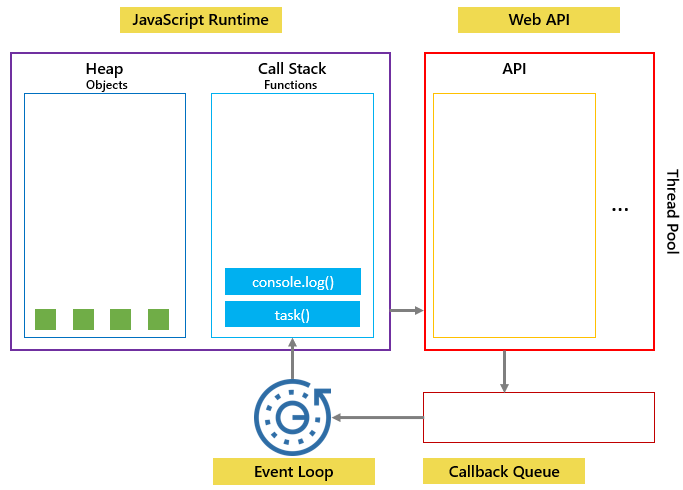 JavaScript Runtime
Web API
Heap
Objects
Call Stack
Functions
API
...
Thread Pool
console.log()
task()
Event Loop
Callback Queue